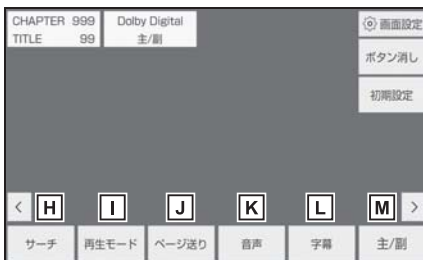 CHAPTER 999
TITLE 99
Dolby Digital
主/副
画面設定
ボタン消し
初期設定
< H I J K L M >
サーチ 再生モード ページ送り 音声 字幕 主/副